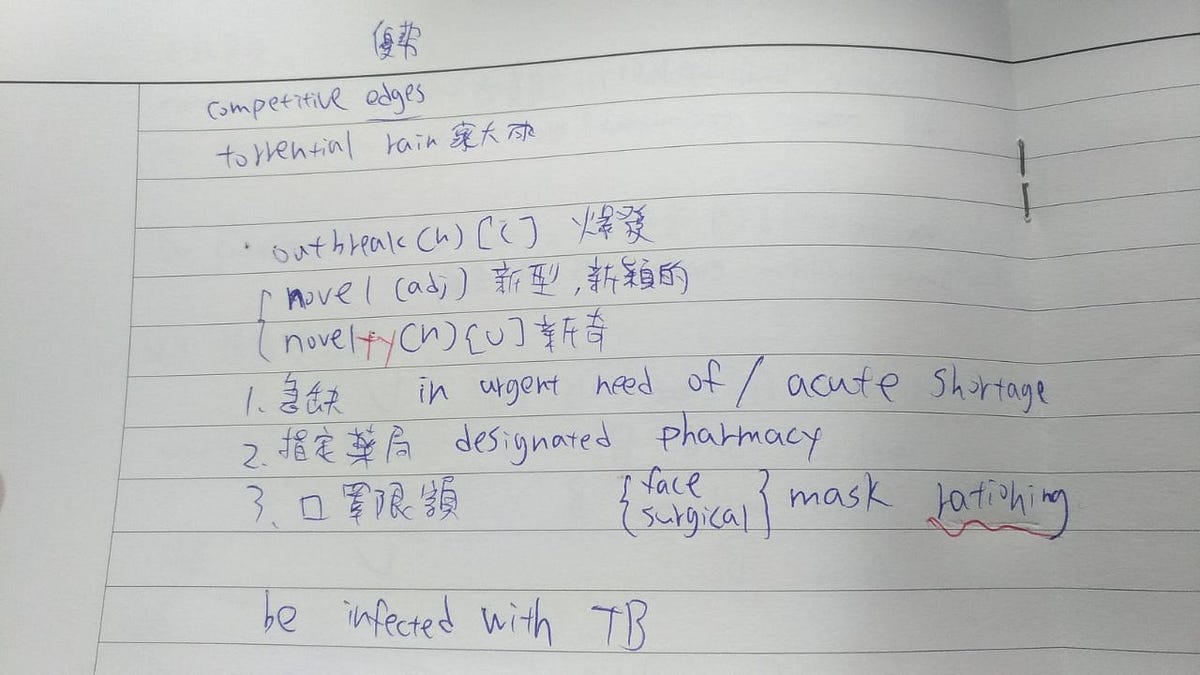 優勢
competitive edges
torrential rain 豪大雨
· outbreak (n) [C] 爆發
novel (adj) 新型,新穎的
novelty (n) [U] 新奇
1. 急缺 in urgent need of / acute shortage
2. 指定藥局 designated pharmacy
3. 口罩限額 { face surgical } mask rationing
be infected with TB